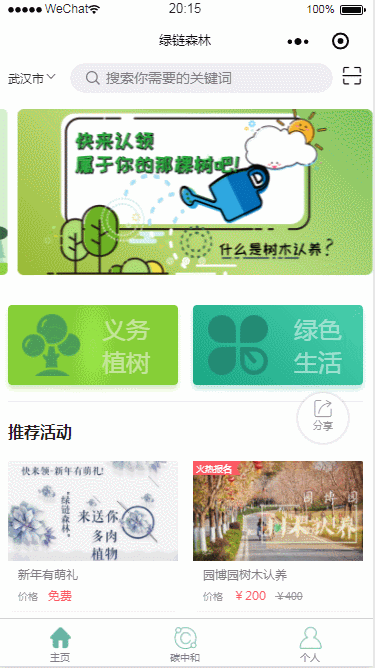 WeChat
20:15
100%
绿链森林
武汉市
搜索你需要的关键词
快来认领
属于你的那棵树吧!
什么是树木认养?
义务
植树
绿色
生活
分享
推荐活动
快来领·新年有萌礼!
·绿链森林·
来送你
多肉
植物
火热报名
园博园
树木认养
新年有萌礼
价格 免费
园博园树木认养
价格 ￥200 ￥400
主页
碳中和
个人